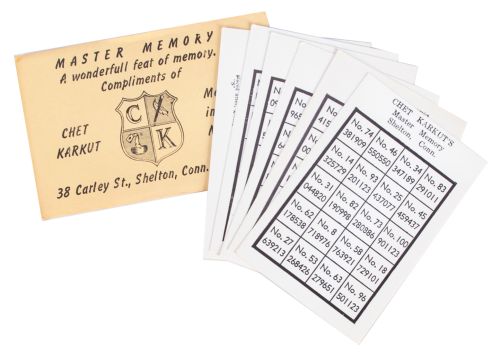 MASTER MEMORY
A wonderfull feat of memory.
Compliments of
CHET
KARKUT
C
K
38 Carley St., Shelton, Conn.
CHET KARKUT'S
Master Memory
Shelton, Conn.
No. 74 No. 46 No. 34 No. 83
381909 550550 347189 291011
No. 14 No. 93 No. 25 No. 45
325729 201123 437077 459437
No. 31 No. 82 No. 73 No. 100
044820 190998 280886 901123
No. 62 No. 8 No. 58 No. 18
178538 718976 763921 729101
No. 27 No. 53 No. 63 No. 96
639213 268426 279651 501123